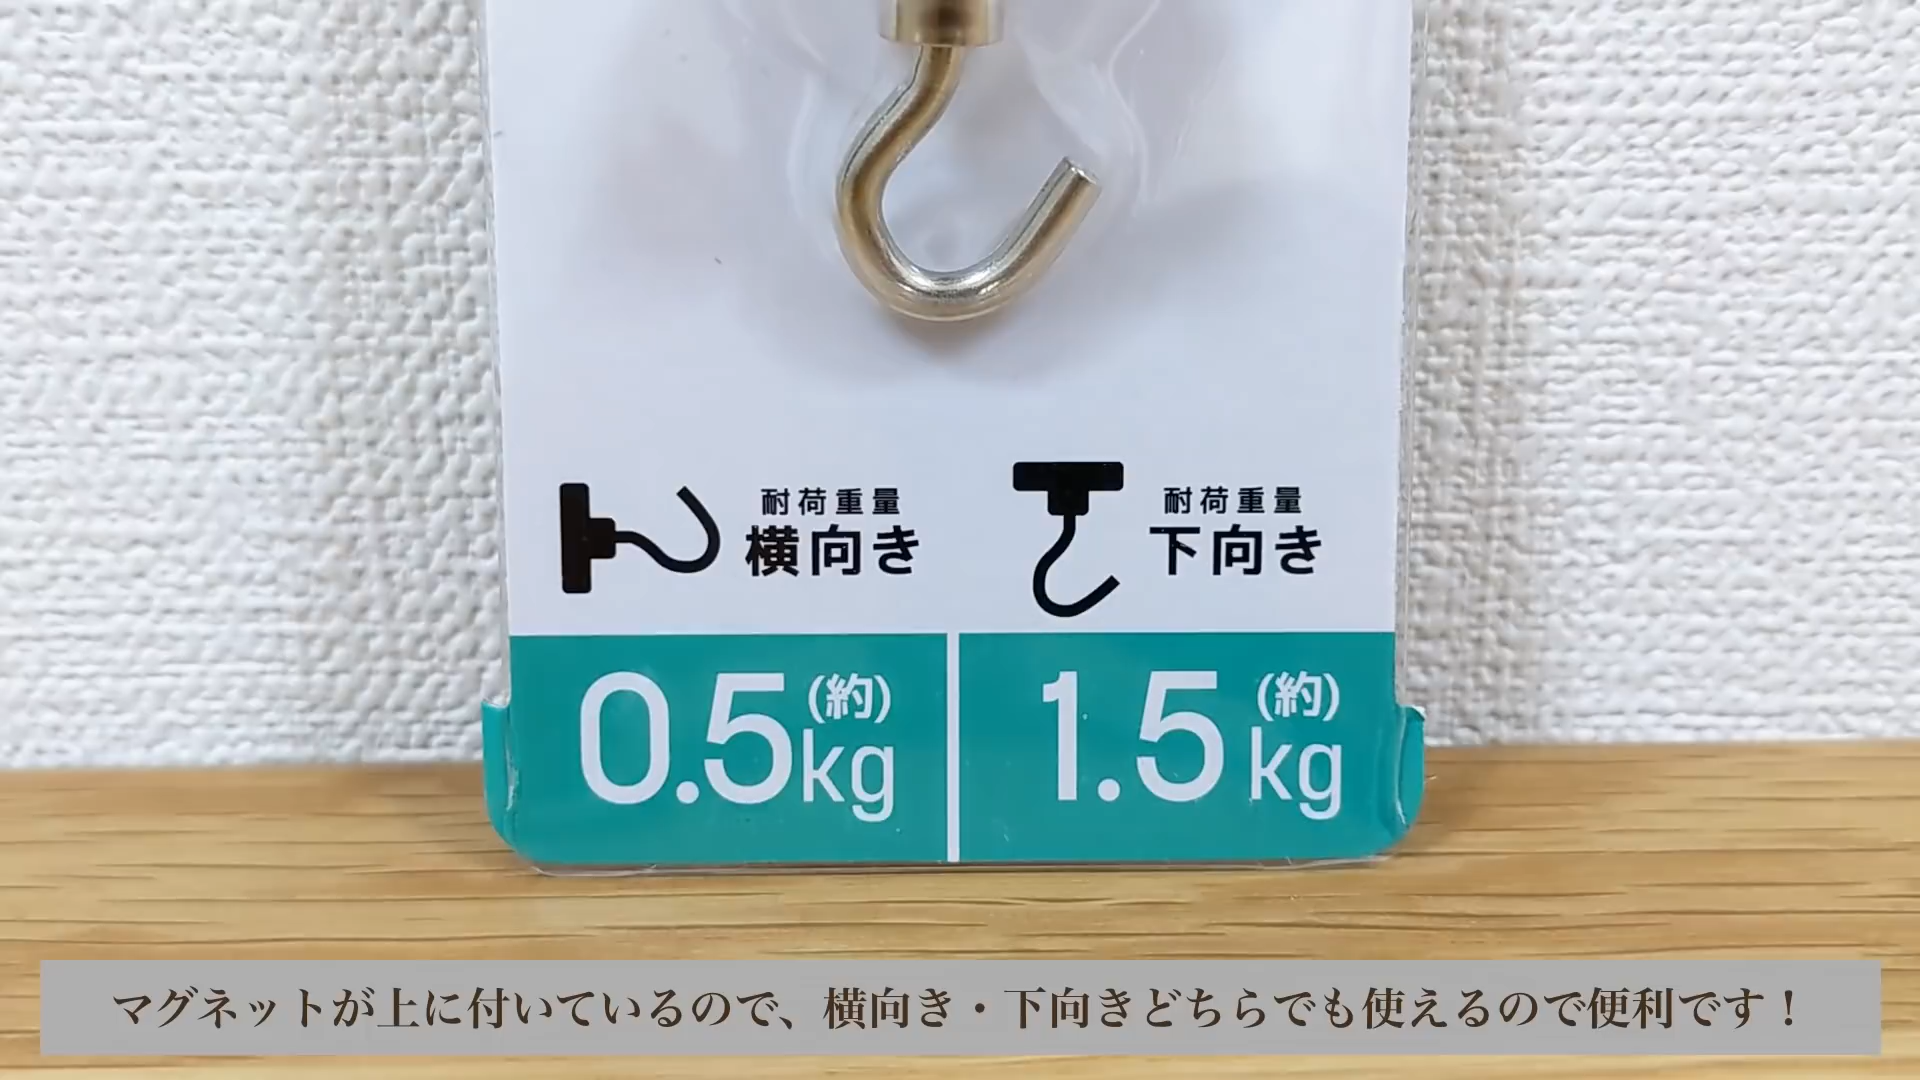 耐荷重量
横向き
耐荷重量
下向き
0.5(約)kg
1.5(約)kg
マグネットが上に付いているので、横向き・下向きどちらでも使えるので便利です！